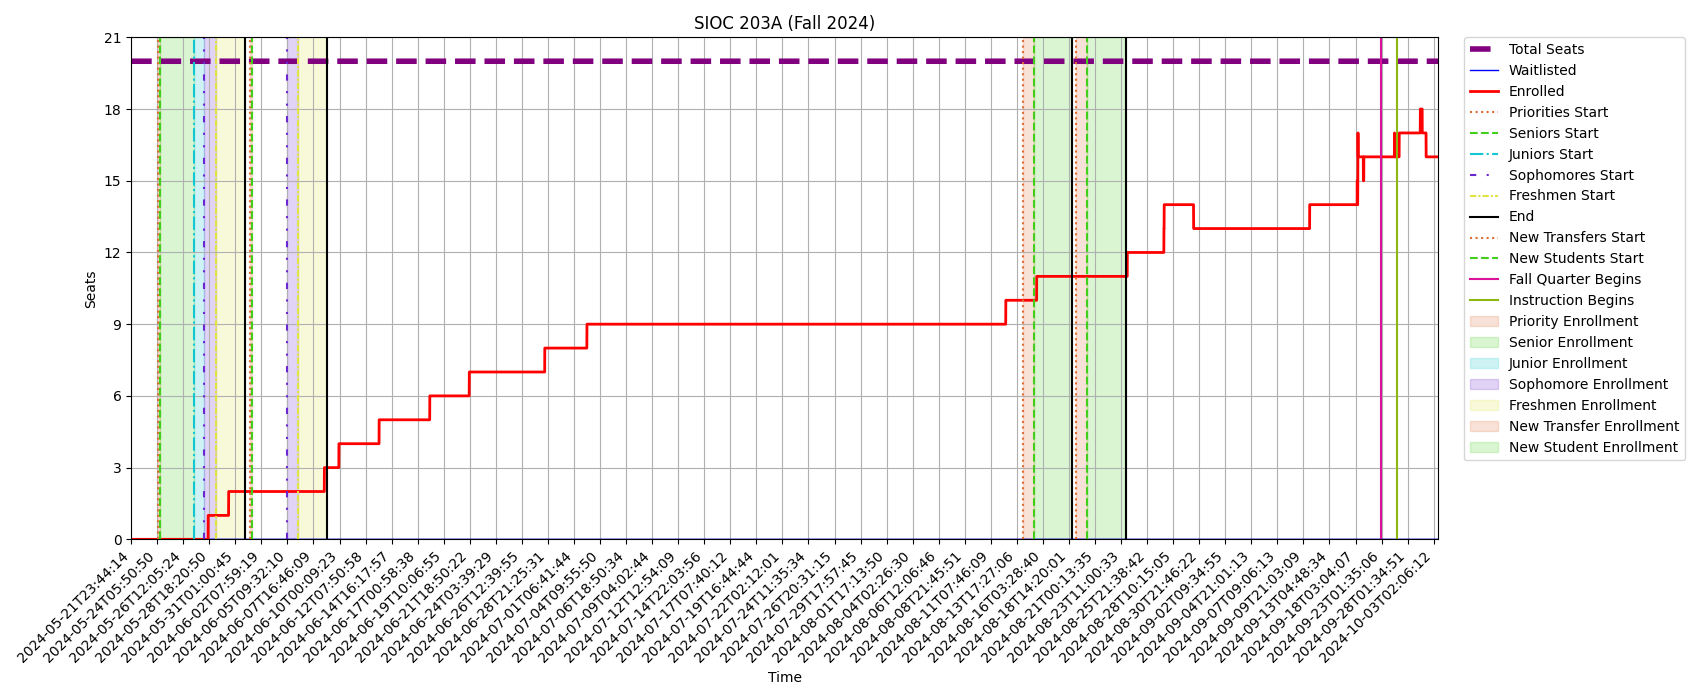 SIOC 203A (Fall 2024)
21
18
15
12
9
6
3
0
Seats
2024-05-21T23:44:14
2024-05-24T05:50:50
2024-05-26T12:05:24
2024-05-28T18:20:50
2024-05-31T01:00:45
2024-06-02T07:59:19
2024-06-05T09:32:10
2024-06-07T16:46:09
2024-06-10T00:09:23
2024-06-12T07:50:58
2024-06-14T16:17:57
2024-06-17T00:58:38
2024-06-19T10:06:55
2024-06-21T18:50:22
2024-06-24T03:39:29
2024-06-26T12:39:55
2024-06-28T21:25:31
2024-07-01T06:41:44
2024-07-04T09:55:50
2024-07-06T18:50:34
2024-07-09T04:02:44
2024-07-12T12:54:09
2024-07-14T22:03:56
2024-07-17T07:40:12
2024-07-19T16:44:44
2024-07-22T02:12:01
2024-07-24T11:35:34
2024-07-26T20:31:15
2024-07-29T17:57:45
2024-08-01T17:13:50
2024-08-04T02:26:30
2024-08-06T12:06:46
2024-08-08T21:45:51
2024-08-11T07:46:09
2024-08-13T17:27:06
2024-08-16T03:28:40
2024-08-18T14:20:01
2024-08-21T00:13:35
2024-08-23T11:00:33
2024-08-25T21:38:42
2024-08-28T10:15:05
2024-08-30T21:46:22
2024-09-02T09:34:55
2024-09-04T21:01:13
2024-09-07T09:06:13
2024-09-09T21:03:09
2024-09-13T04:48:34
2024-09-18T03:04:07
2024-09-23T01:35:06
2024-09-28T01:34:51
2024-10-03T02:06:12
Time
Total Seats
Waitlisted
Enrolled
Priorities Start
Seniors Start
Juniors Start
Sophomores Start
Freshmen Start
End
New Transfers Start
New Students Start
Fall Quarter Begins
Instruction Begins
Priority Enrollment
Senior Enrollment
Junior Enrollment
Sophomore Enrollment
Freshmen Enrollment
New Transfer Enrollment
New Student Enrollment